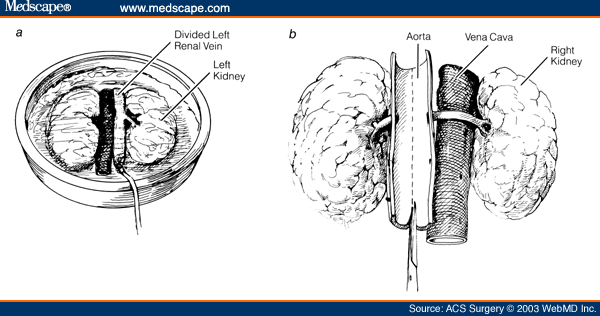 Medscape® www.medscape.com
a
Divided Left
Renal Vein
Left
Kidney
b
Aorta
Vena Cava
Right
Kidney
Source: ACS Surgery © 2003 WebMD Inc.